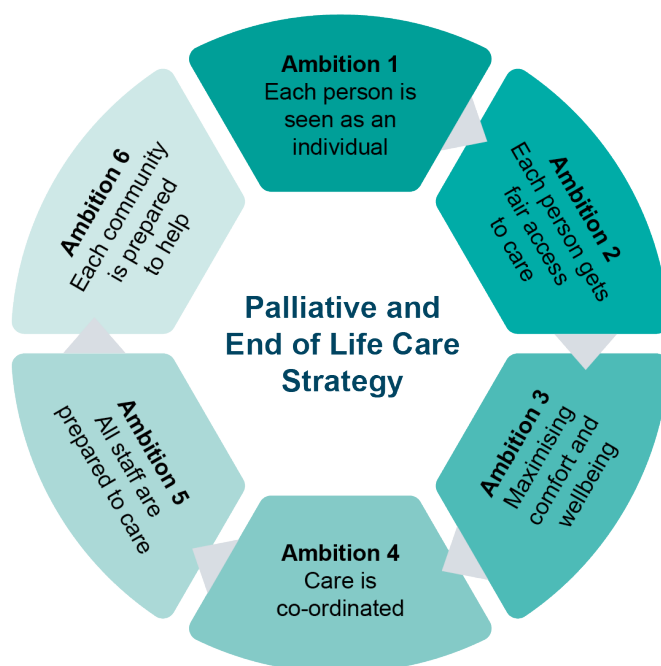 Ambition 1
Each person is
seen as an
individual
Ambition 2
Each person gets
fair access
to care
Ambition 3
Maximising
comfort and
wellbeing
Ambition 4
Care is
co-ordinated
Ambition 5
All staff are
prepared to care
Ambition 6
Each community
is prepared
to help
Palliative and
End of Life Care
Strategy